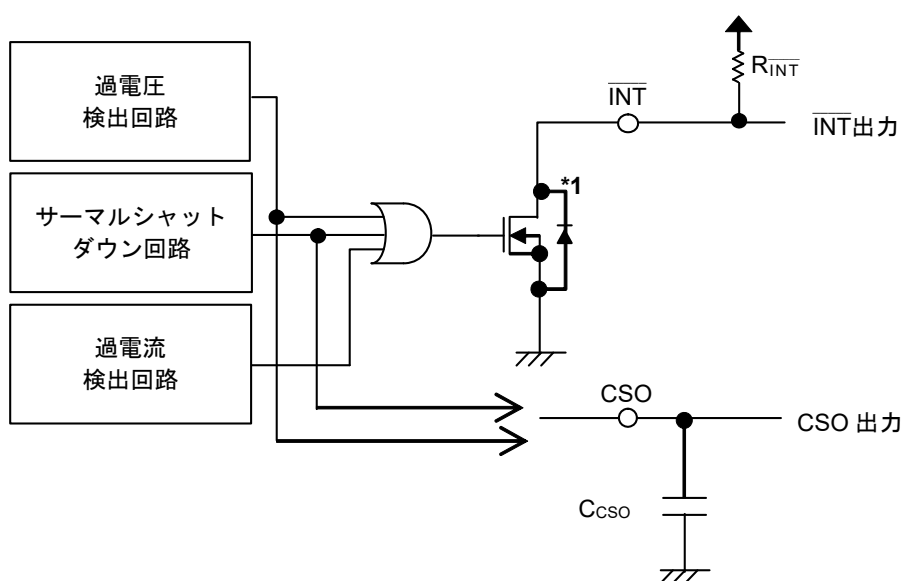 過電圧
検出回路
サーマルシャット
ダウン回路
過電流
検出回路
*1
INT
RINT
INT出力
CSO
CSO 出力
CCSO